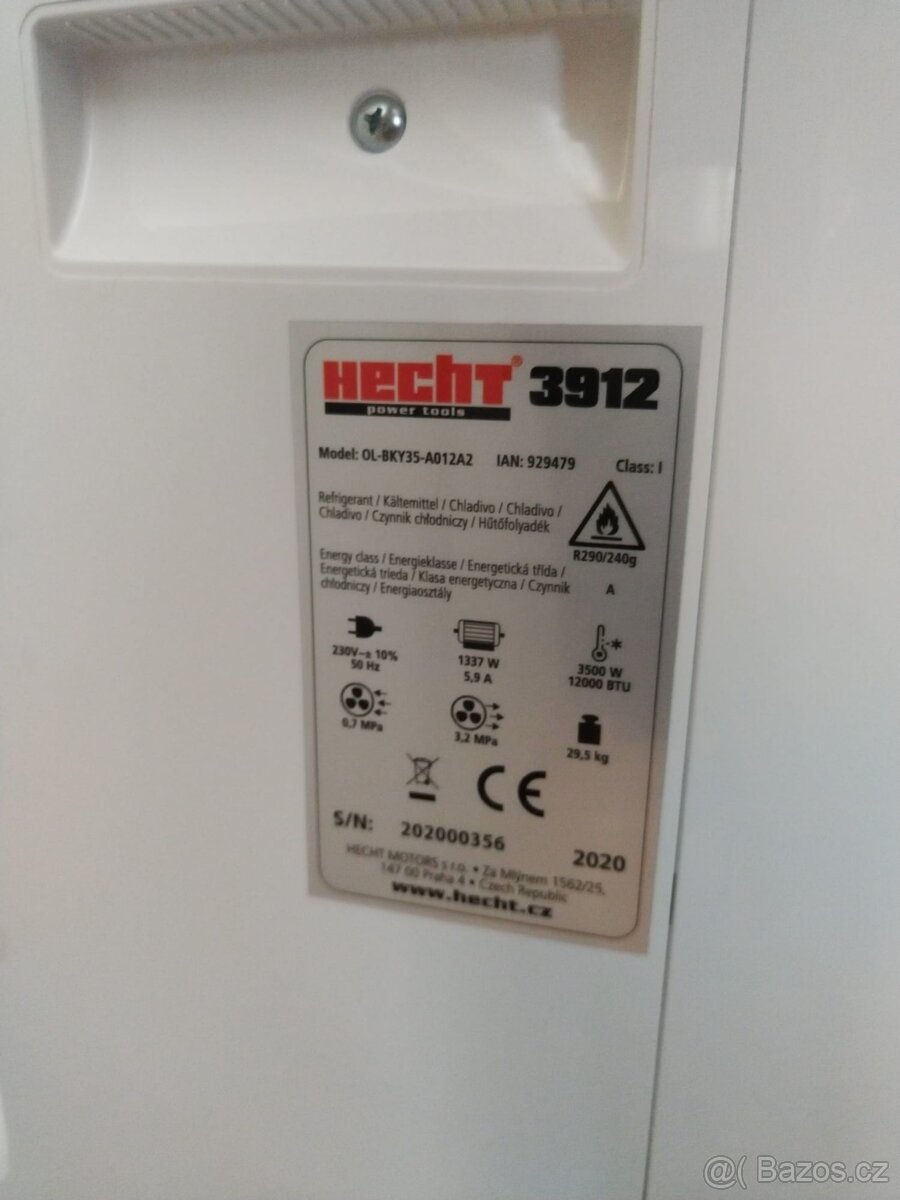 HECHT® 3912
power tools
Model: OL-BKY35-A012A2 IAN: 929479 Class: I
Refrigerant / Kältemittel / Chladivo / Chladivo /
Chladivo / Czynnik chłodniczy / Hűtőfolyadék
R290/240g
Energy class / Energieklasse / Energetická třída /
Energetická trieda / Klasa energetyczna / Czynnik
chłodniczy / Energiaosztály
A
230V~± 10%
50 Hz
1337 W
5,9 A
3500 W
12000 BTU
0,7 MPa
3,2 MPa
29,5 kg
CE
S/N: 202000356
2020
HECHT MOTORS s.r.o. • Za Mlýnem 1562/25,
147 00 Praha 4 • Czech Republic
www.hecht.cz
@( Bazos.cz